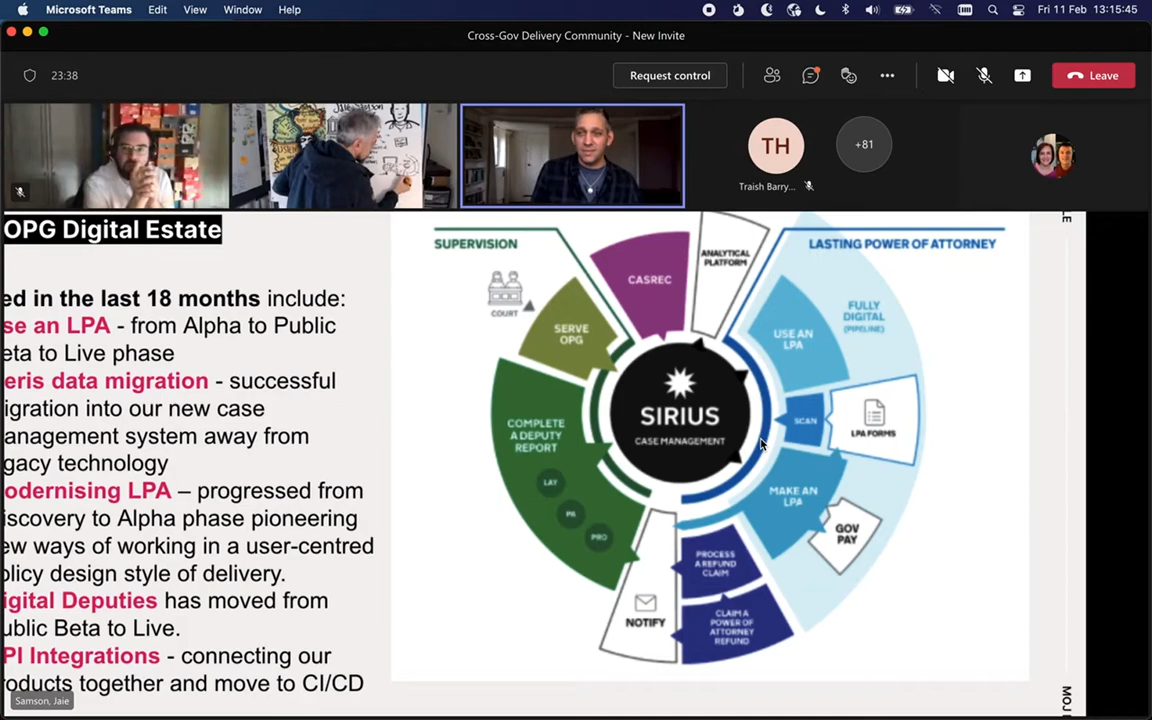 Microsoft Teams Edit View Window Help Fri 11 Feb 13:15:45
Cross-Gov Delivery Community - New Invite
23:38 Request control Leave
TH
+81
Traish Barry...
OPG Digital Estate
ed in the last 18 months include:
se an LPA - from Alpha to Public
eta to Live phase
eris data migration - successful
igration into our new case
anagement system away from
gacy technology
odernising LPA – progressed from
iscovery to Alpha phase pioneering
ew ways of working in a user-centred
olicy design style of delivery.
igital Deputies has moved from
ublic Beta to Live.
PI Integrations - connecting our
roducts together and move to CI/CD
Samson, Jaie
SUPERVISION
COURT
SERVE
OPG
COMPLETE
A DEPUTY
REPORT
LAY
PA
PRO
CASREC
ANALYTICAL
PLATFORM
LASTING POWER OF ATTORNEY
FULLY
DIGITAL
(PIPELINE)
USE AN
LPA
SCAN
LPA FORMS
MAKE AN
LPA
GOV
PAY
SIRIUS
CASE MANAGEMENT
PROCESS
A REFUND
CLAIM
CLAIM A
POWER OF
ATTORNEY
REFUND
NOTIFY
LE
MOJ